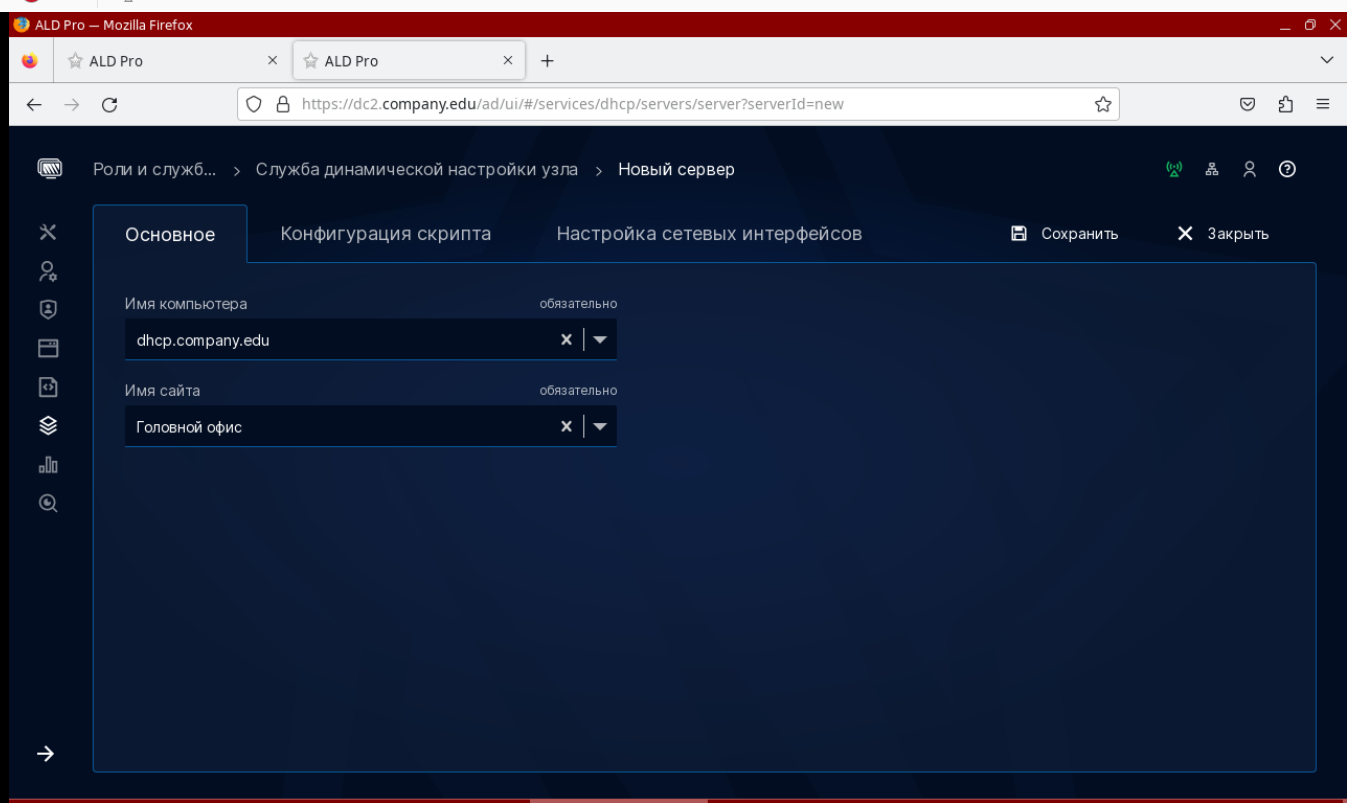 ALD Pro — Mozilla Firefox
ALD Pro
ALD Pro
https://dc2.company.edu/ad/ui/#/services/dhcp/servers/server?serverId=new
Роли и служб... > Служба динамической настройки узла > Новый сервер
Основное Конфигурация скрипта Настройка сетевых интерфейсов Сохранить Закрыть
Имя компьютера обязательно
dhcp.company.edu
Имя сайта обязательно
Головной офис